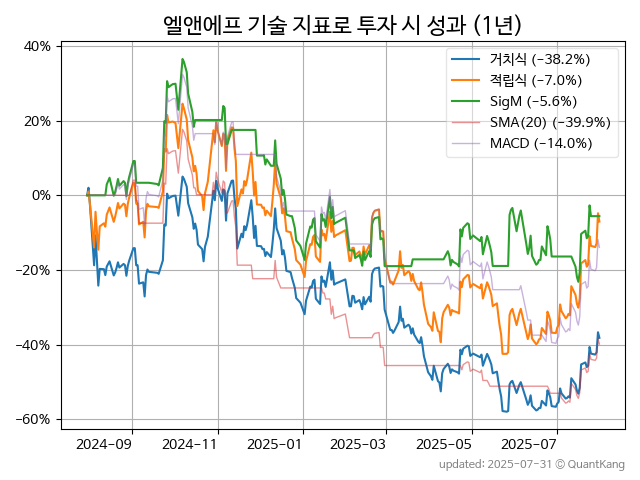 엘앤에프 기술 지표로 투자 시 성과 (1년)
거치식 (−38.2%)
적립식 (−7.0%)
SigM (−5.6%)
SMA(20) (−39.9%)
MACD (−14.0%)
40%
20%
0%
−20%
−40%
−60%
2024-09
2024-11
2025-01
2025-03
2025-05
2025-07
updated: 2025-07-31 © QuantKang